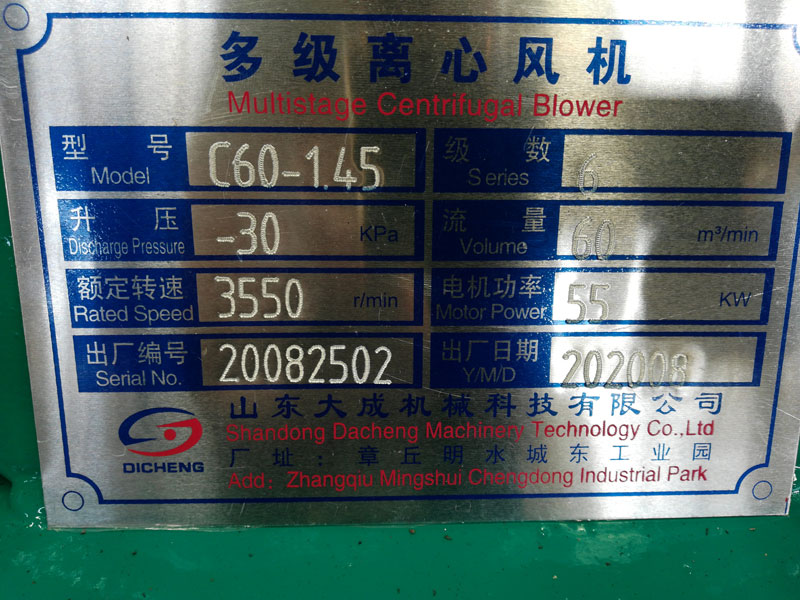 多级离心风机
Multistage Centrifugal Blower
型号 C60-1.45 级数 6
Model Series
升压 -30 KPa 流量 60 m³/min
Discharge Pressure Volume
额定转速 3550 r/min 电机功率 55 KW
Rated Speed Motor Power
出厂编号 20082502 出厂日期 202008
Serial No. Y/M/D
山东大成机械科技有限公司
Shandong Dacheng Machinery Technology Co.,Ltd
DICHENG
厂址:章丘明水城东工业园
Add: Zhangqiu Mingshui Chengdong Industrial Park